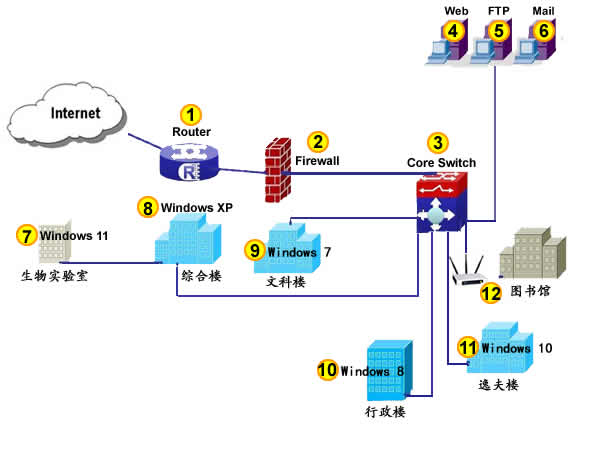 Web FTP Mail
4 5 6
Internet
1
Router
2
Firewall
3
Core Switch
R
8 Windows XP
7 Windows 11
9 Windows 7
生物实验室
综合楼
文科楼
12
图书馆
11 Windows 10
10 Windows 8
逸夫楼
行政楼